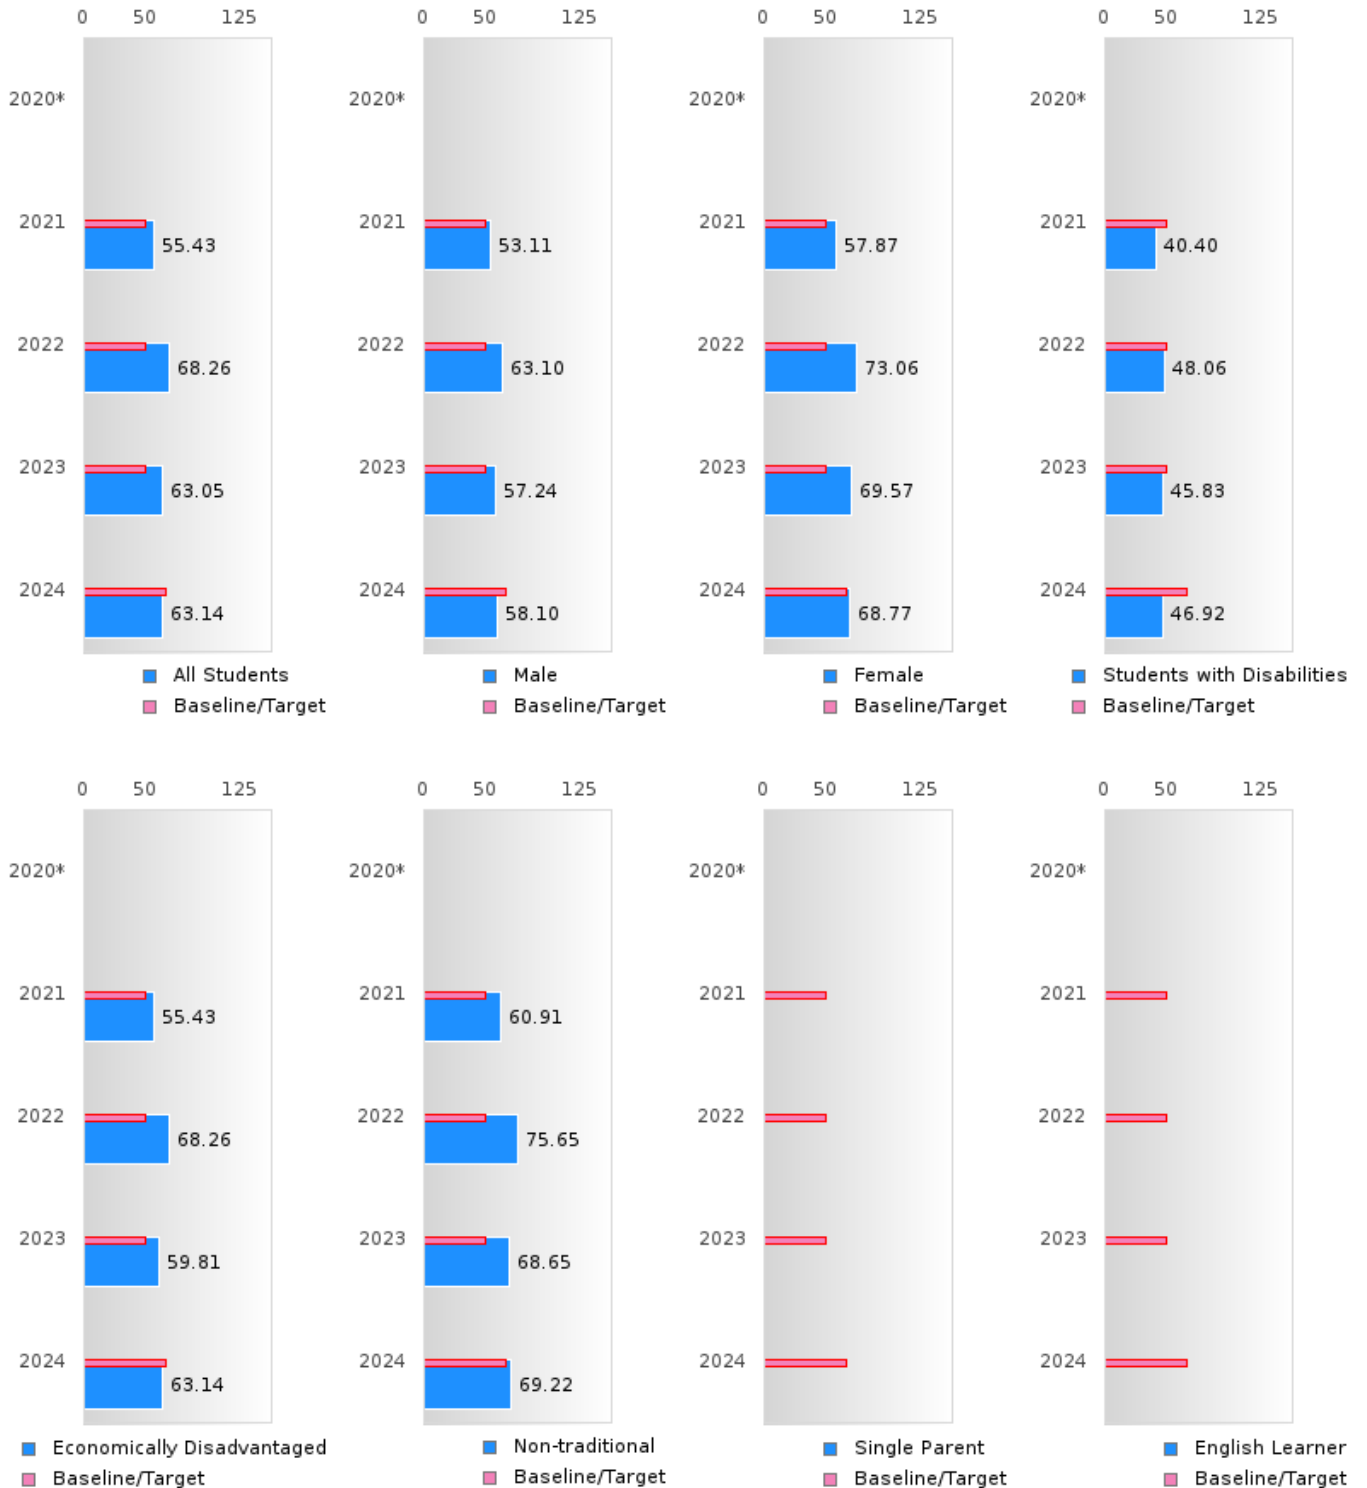 0 50 125 0 50 125 0 50 125 0 50 125
2020* 2020* 2020* 2020*
2021 2021 2021 2021
55.43 53.11 57.87 40.40
2022 2022 2022 2022
68.26 63.10 73.06 48.06
2023 2023 2023 2023
63.05 57.24 69.57 45.83
2024 2024 2024 2024
63.14 58.10 68.77 46.92
All Students Male Female Students with Disabilities
Baseline/Target Baseline/Target Baseline/Target Baseline/Target
0 50 125 0 50 125 0 50 125 0 50 125
2020* 2020* 2020* 2020*
2021 2021 2021 2021
55.43 60.91
2022 2022 2022 2022
68.26 75.65
2023 2023 2023 2023
59.81 68.65
2024 2024 2024 2024
63.14 69.22
Economically Disadvantaged Non-traditional Single Parent English Learner
Baseline/Target Baseline/Target Baseline/Target Baseline/Target